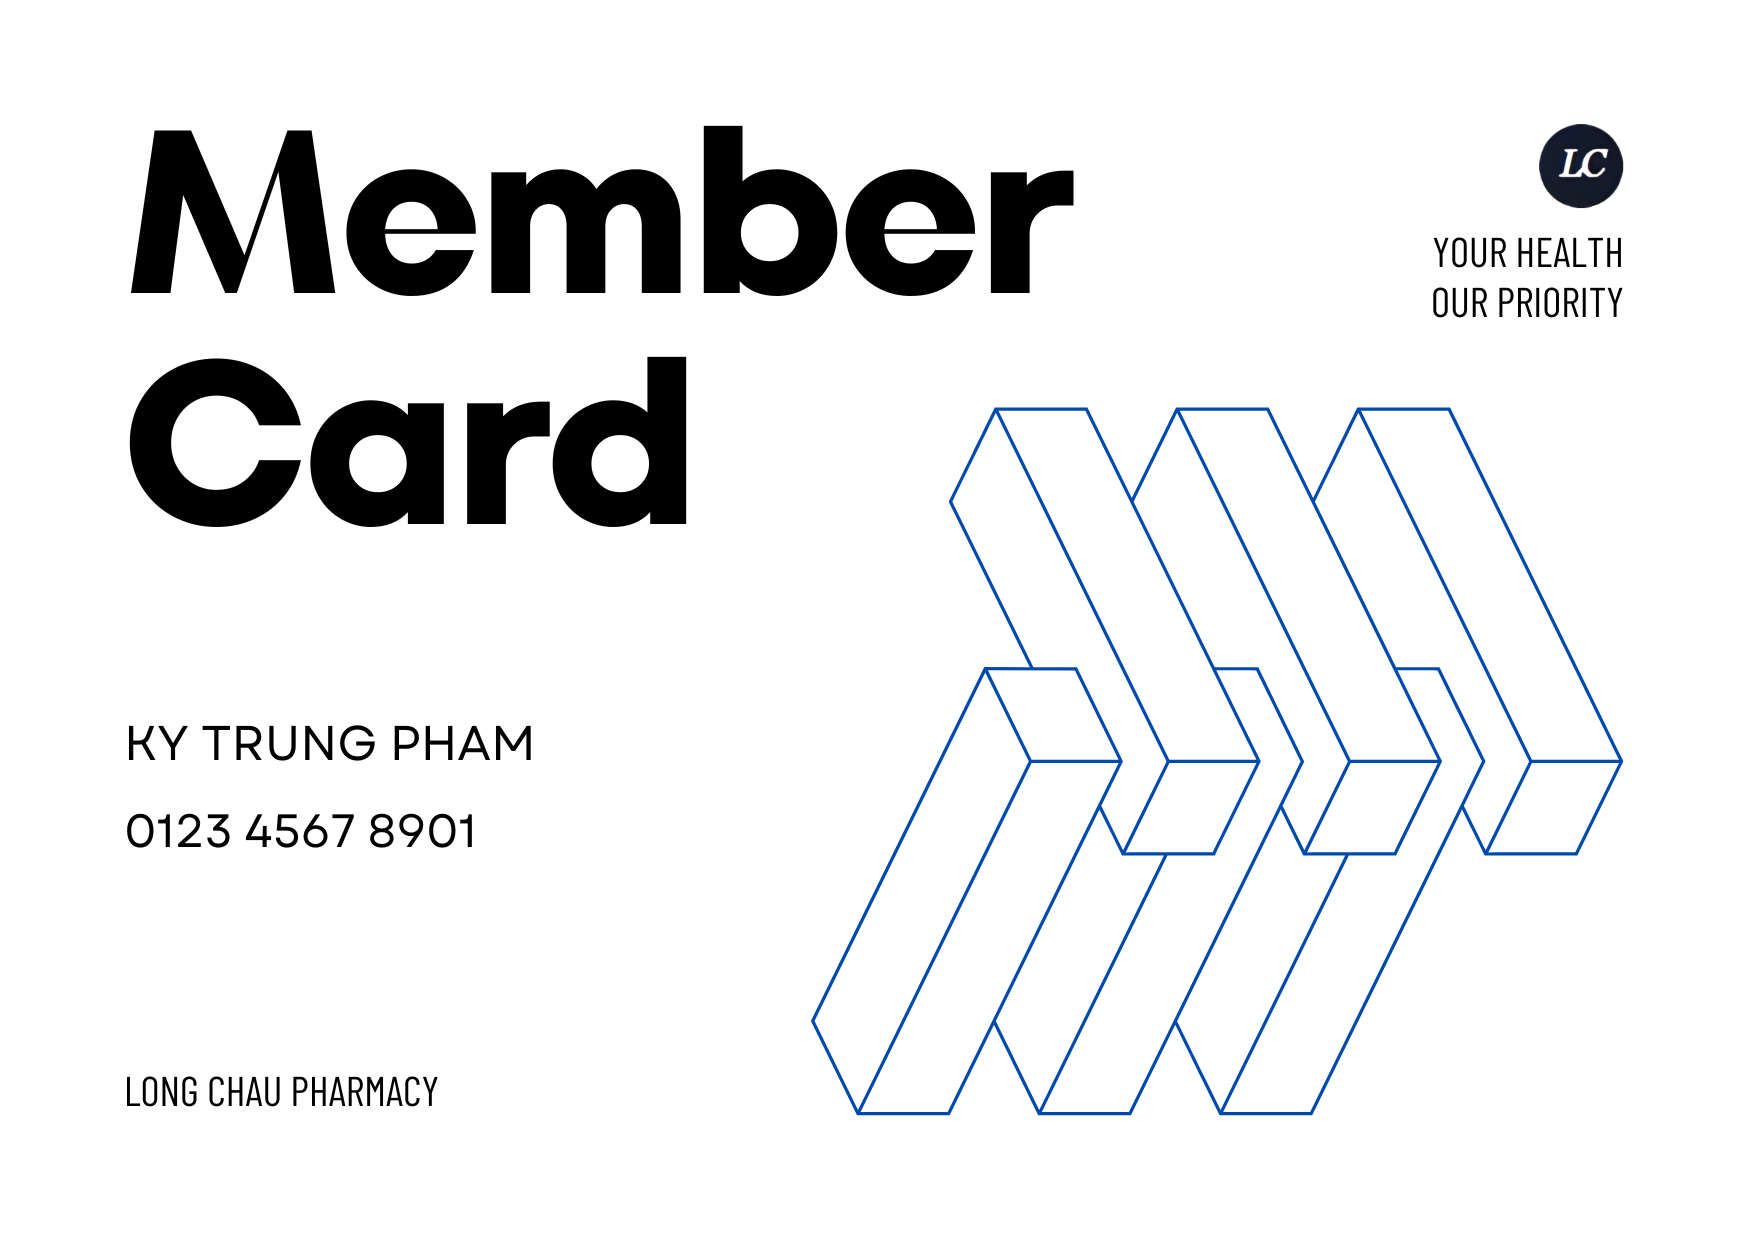 Member
Card
LC
YOUR HEALTH
OUR PRIORITY
KY TRUNG PHAM
0123 4567 8901
LONG CHAU PHARMACY